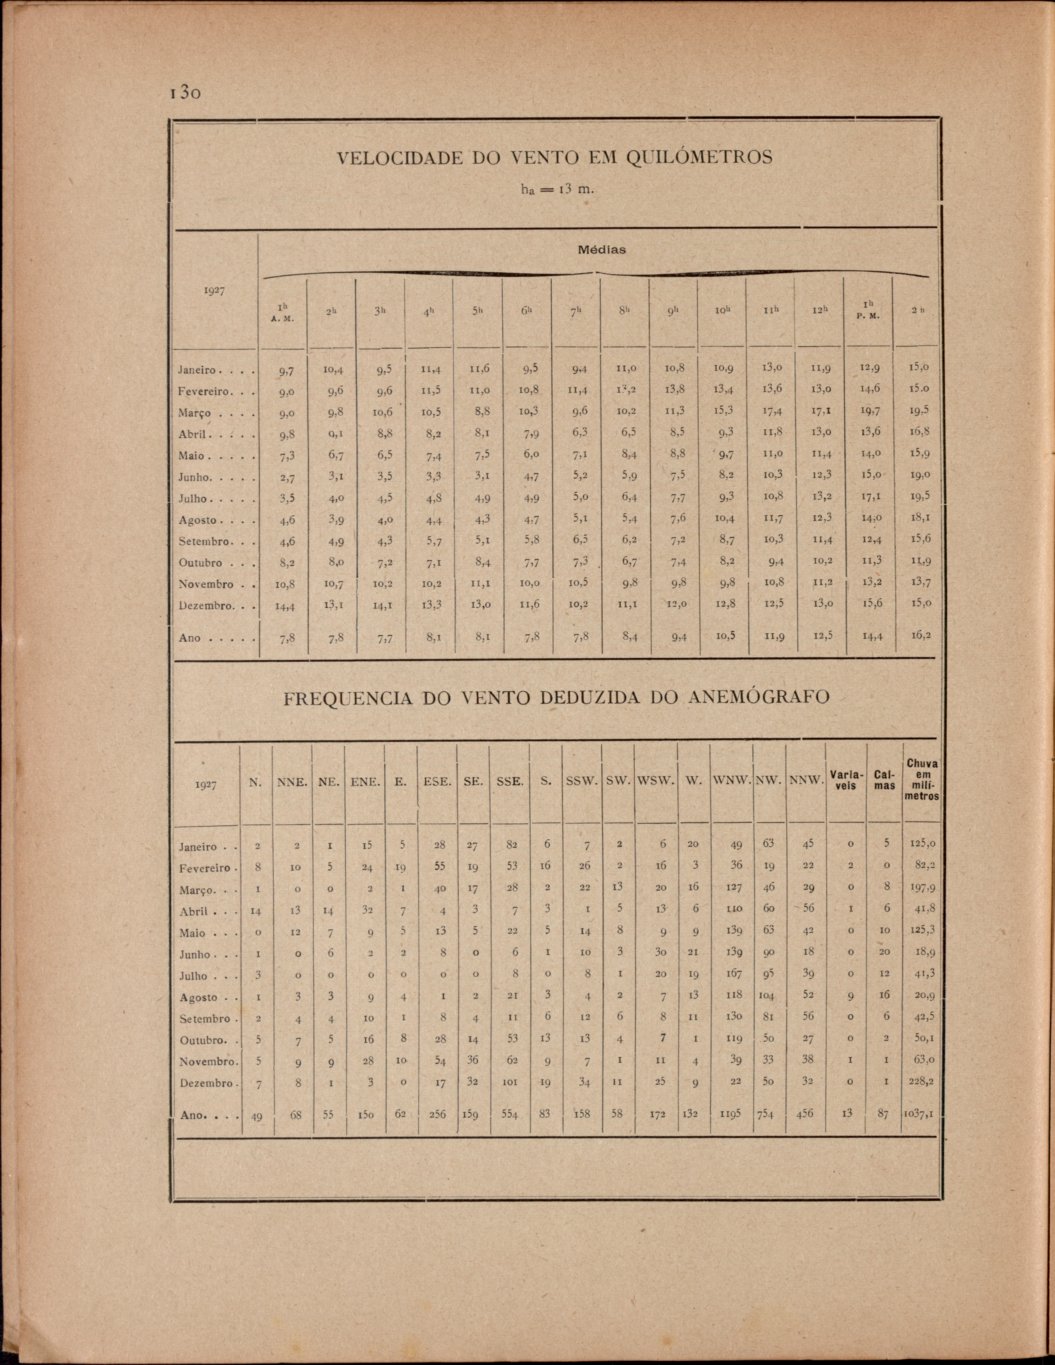 130
VELOCIDADE DO VENTO EM QUILÓMETROS
ha = 13 m.
Médias
1927 1h A. M. 2h 3h 4h 5h 6h 7h 8h 9h 10h 11h 12h 1h P. M. 2h
Janeiro . . . . 9,7 10,4 9,5 11,4 11,6 9,5 9,4 11,0 10,8 10,9 13,0 11,9 12,9 15,0
Fevereiro. . . 9,0 9,6 9,6 11,5 11,0 10,8 11,4 13,8 13,4 13,6 13,0 14,6 15,0
Março . . . . 9,0 9,8 10,6 10,5 8,8 10,3 9,6 10,2 11,3 15,3 17,4 17,1 19,7 19,5
Abril. . . . . 9,8 9,1 8,8 8,2 8,1 7,9 6,3 6,5 8,5 9,3 11,8 13,0 13,6 16,8
Maio . . . . . 7,3 6,7 6,5 7,4 7,5 6,0 7,1 8,4 8,8 9,7 11,0 11,4 14,0 15,9
Junho. . . . . 2,7 3,1 3,5 3,3 3,1 4,7 5,2 5,9 7,5 8,2 10,3 12,3 15,0 19,0
Julho . . . . . 3,5 4,0 4,5 4,8 4,9 4,9 5,0 6,4 7,7 9,3 10,8 13,2 17,1 19,5
Agosto . . . . 4,6 3,9 4,0 4,4 4,3 4,7 5,1 5,4 7,6 10,4 11,7 12,3 14,0 18,1
Setembro. . . 4,6 4,9 4,3 5,7 5,1 5,8 6,5 6,2 7,2 8,7 10,3 11,4 12,4 15,6
Outubro . . . 8,2 8,0 7,2 7,1 8,4 7,7 7,3 6,7 7,4 8,2 9,4 10,2 11,3 11,9
Novembro . . 10,8 10,7 10,2 10,2 11,1 10,0 10,5 9,8 9,8 9,8 10,8 11,2 13,2 13,7
Dezembro. . . 14,4 13,1 14,1 13,3 13,0 11,6 10,2 11,1 12,0 12,8 12,5 13,0 15,6 15,0
Ano . . . . . 7,8 7,8 7,7 8,1 8,1 7,8 7,8 8,4 9,4 10,5 11,9 12,5 14,4 16,2
FREQUENCIA DO VENTO DEDUZIDA DO ANEMÓGRAFO
1927 N. NNE. NE. ENE. E. ESE. SE. SSE. S. SSW. SW. WSW. W. WNW. NW. NNW. Varia-veis Cal-mas Chuva em milí-metros
Janeiro . . 2 2 1 15 5 28 27 82 6 7 2 6 20 49 63 45 0 5 125,0
Fevereiro . 8 10 5 24 19 55 19 53 16 26 2 16 3 36 19 22 2 0 82,2
Março. . . 1 0 0 2 1 40 17 28 2 22 13 20 16 127 46 29 0 8 197,9
Abril . . . 14 13 14 32 7 4 3 7 3 1 5 13 6 110 60 56 1 6 41,8
Maio . . . 0 12 7 9 5 13 5 22 5 14 8 9 9 139 63 42 0 10 125,3
Junho . . . 1 0 6 2 2 8 0 6 1 10 3 30 21 139 90 18 0 20 18,9
Julho . . . 3 0 0 0 0 0 0 8 0 8 1 20 19 167 95 39 0 12 41,3
Agosto . . 1 3 3 9 4 1 2 21 3 4 2 7 13 118 104 52 9 16 20,9
Setembro . 2 4 4 10 1 8 4 11 6 12 6 8 11 130 81 56 0 6 42,5
Outubro. . 5 7 5 16 8 28 14 53 13 13 4 7 1 119 50 27 0 2 50,1
Novembro. 5 9 9 28 10 54 36 62 9 7 1 11 4 39 33 38 1 1 63,0
Dezembro . 7 8 1 3 0 17 32 101 19 34 11 25 9 22 50 32 0 1 228,2
Ano. . . . 49 68 55 150 62 256 159 554 83 158 58 172 132 1195 754 456 13 87 1037,1